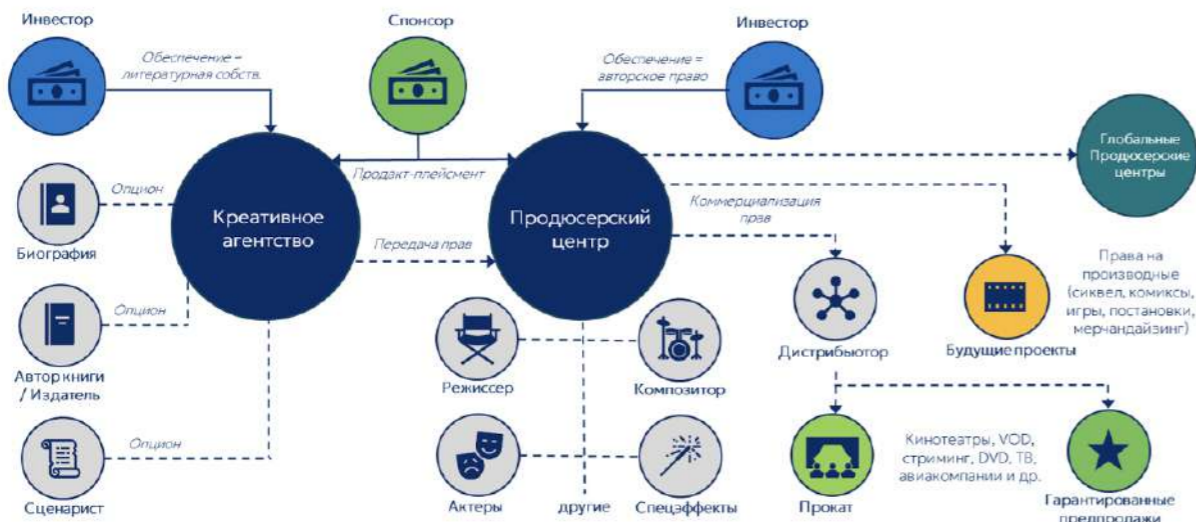 Инвестор
Спонсор
Инвестор
Обеспечение =
литературная собств.
Обеспечение =
авторское право
Глобальные
Продюсерские
центры
Опцион
Биография
Креативное
агентство
Продакт-плейсмент
Передача прав
Продюсерский
центр
Коммерциализация
прав
Права на
производные
(сиквел, комиксы,
игры, постановки,
мерчандайзинг)
Опцион
Автор книги
/ Издатель
Режиссер
Композитор
Дистрибьютор
Будущие проекты
Опцион
Сценарист
Актеры
другие
Спецэффекты
Прокат
Кинотеатры, VOD,
стриминг, DVD, ТВ,
авиакомпании и др.
Гарантированные
предпродажи